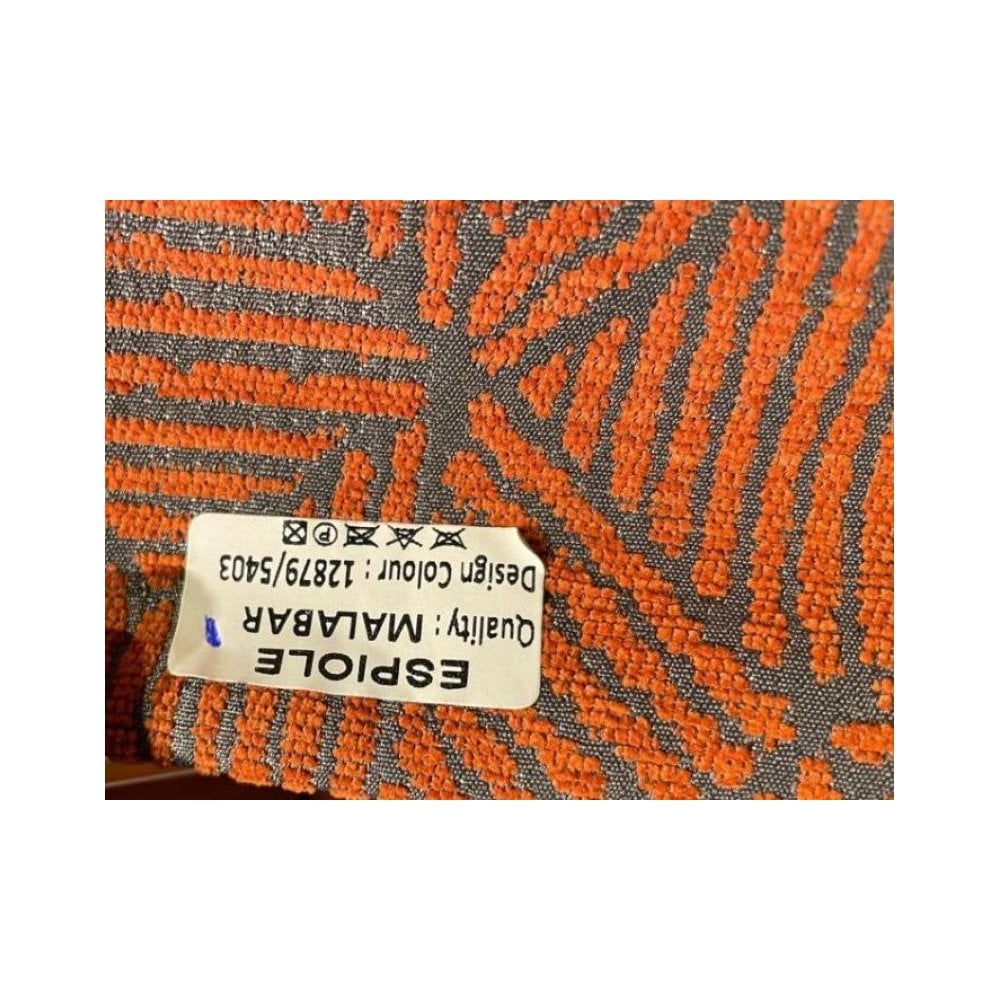 ESPIOLE
Quality : MALABAR
Design Colour : 12879/5403